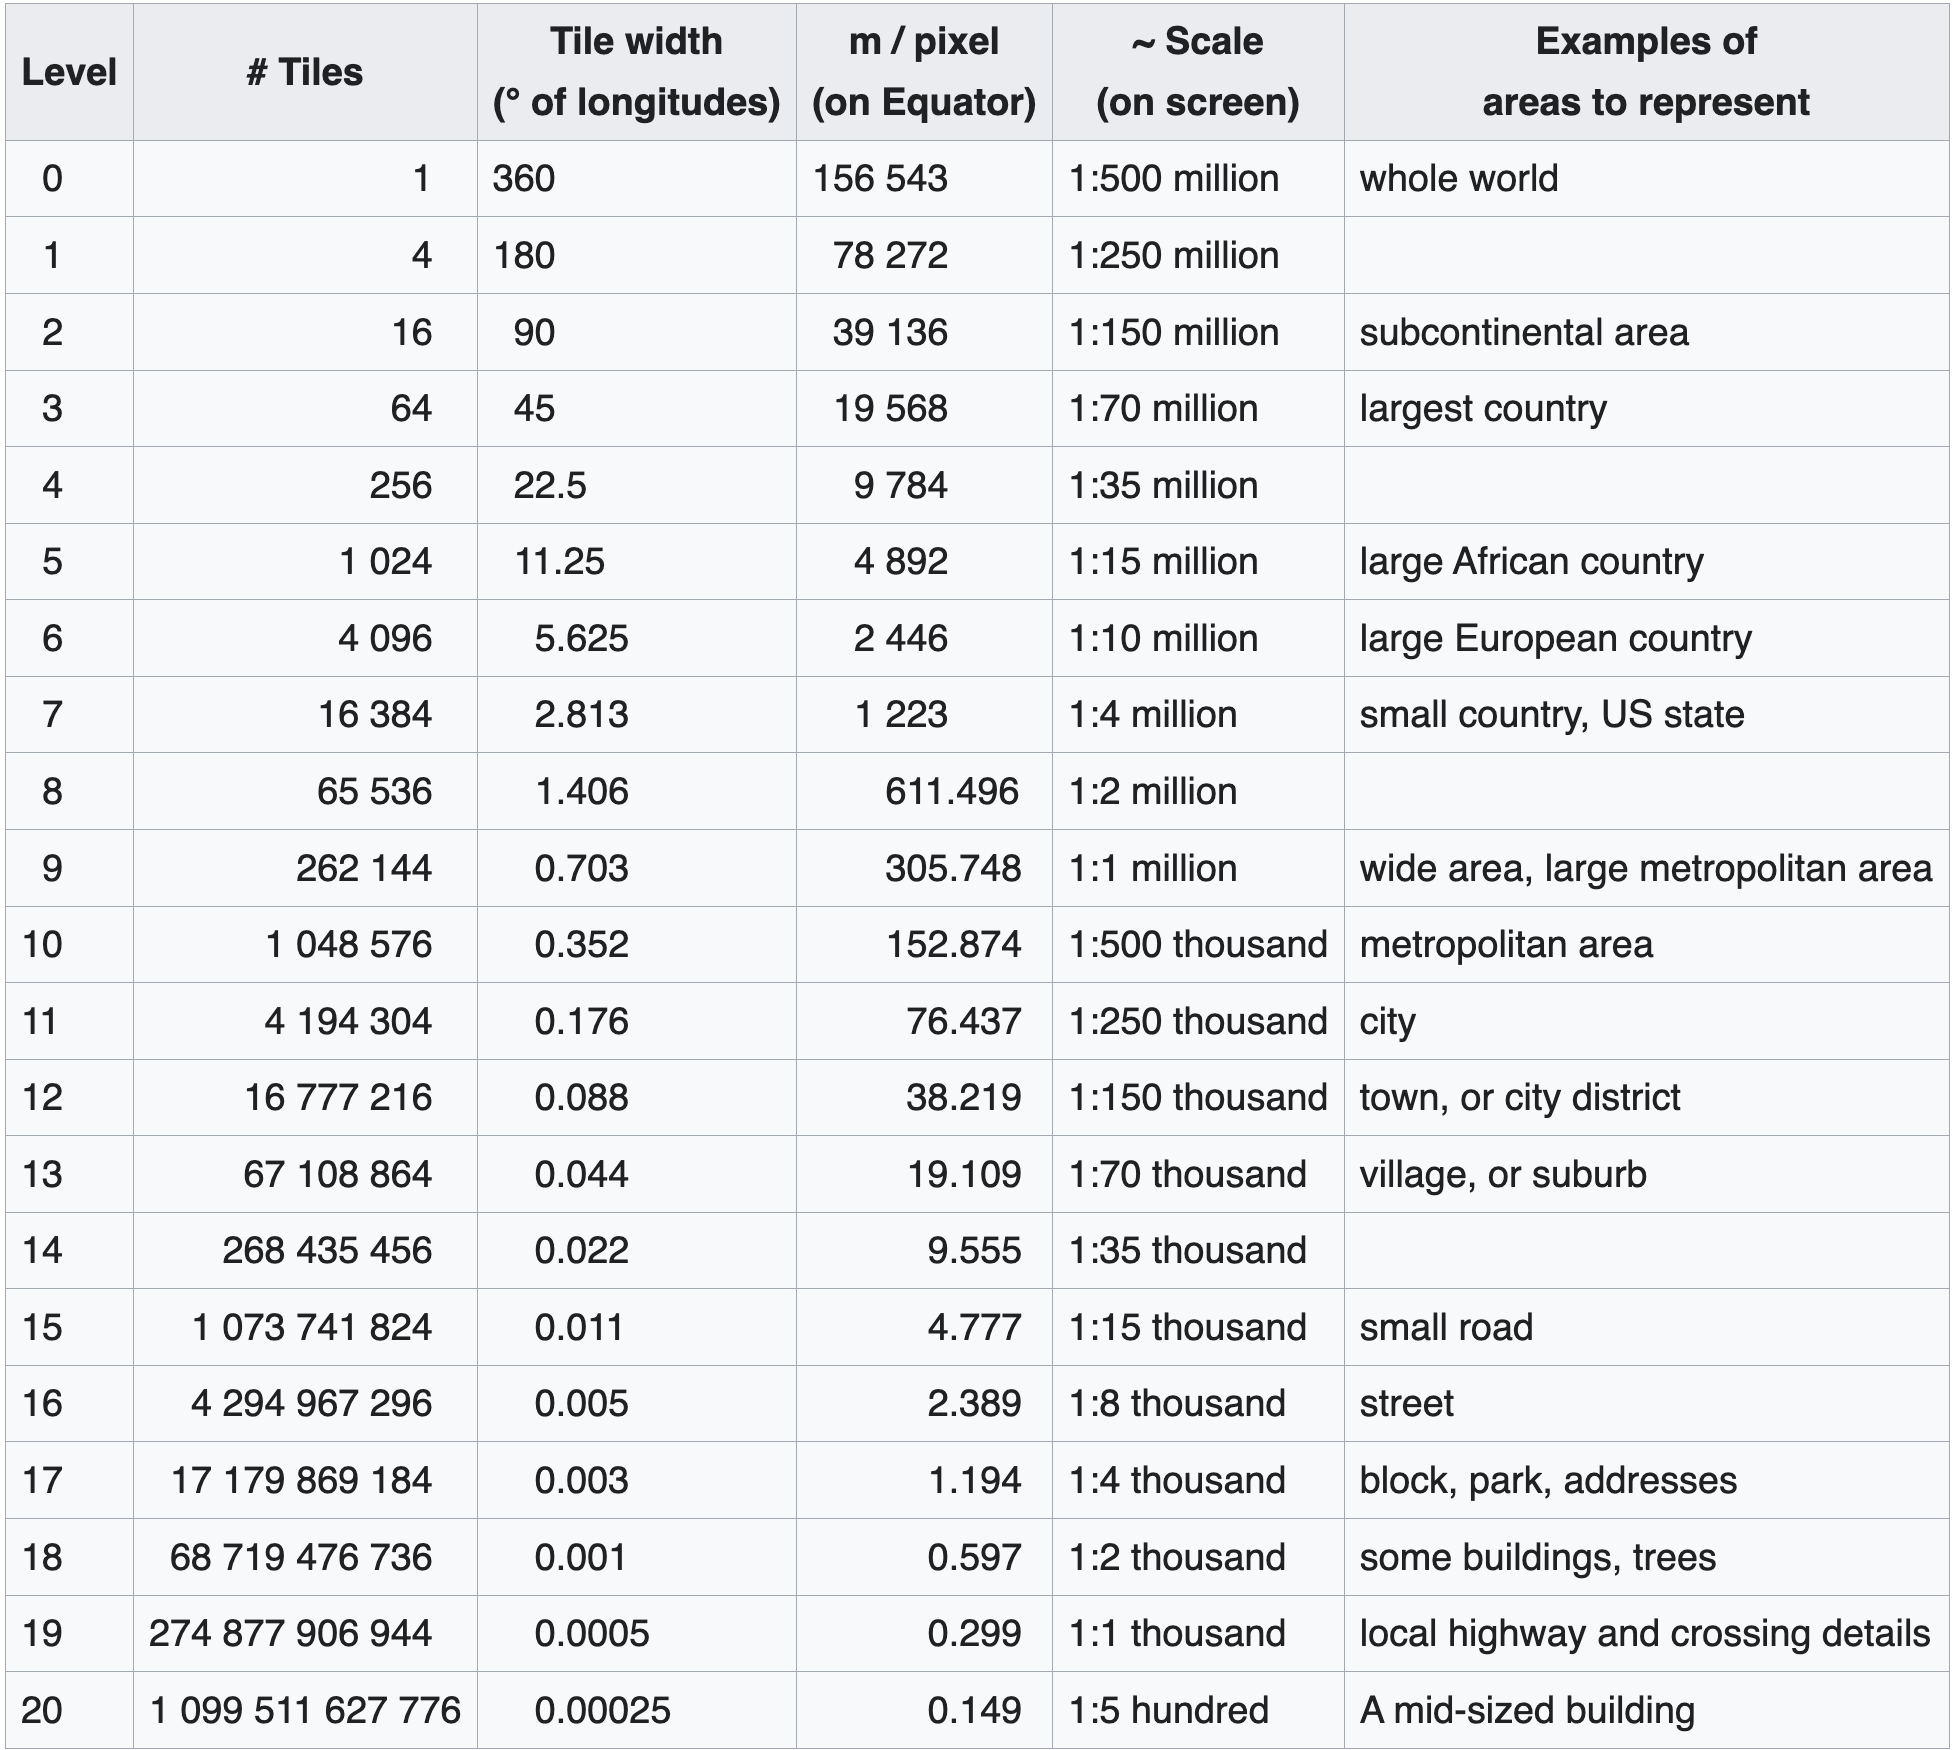 Level # Tiles Tile width (° of longitudes) m / pixel (on Equator) ~ Scale (on screen) Examples of areas to represent
0 1 360 156 543 1:500 million whole world
1 4 180 78 272 1:250 million
2 16 90 39 136 1:150 million subcontinental area
3 64 45 19 568 1:70 million largest country
4 256 22.5 9 784 1:35 million
5 1 024 11.25 4 892 1:15 million large African country
6 4 096 5.625 2 446 1:10 million large European country
7 16 384 2.813 1 223 1:4 million small country, US state
8 65 536 1.406 611.496 1:2 million
9 262 144 0.703 305.748 1:1 million wide area, large metropolitan area
10 1 048 576 0.352 152.874 1:500 thousand metropolitan area
11 4 194 304 0.176 76.437 1:250 thousand city
12 16 777 216 0.088 38.219 1:150 thousand town, or city district
13 67 108 864 0.044 19.109 1:70 thousand village, or suburb
14 268 435 456 0.022 9.555 1:35 thousand
15 1 073 741 824 0.011 4.777 1:15 thousand small road
16 4 294 967 296 0.005 2.389 1:8 thousand street
17 17 179 869 184 0.003 1.194 1:4 thousand block, park, addresses
18 68 719 476 736 0.001 0.597 1:2 thousand some buildings, trees
19 274 877 906 944 0.0005 0.299 1:1 thousand local highway and crossing details
20 1 099 511 627 776 0.00025 0.149 1:5 hundred A mid-sized building